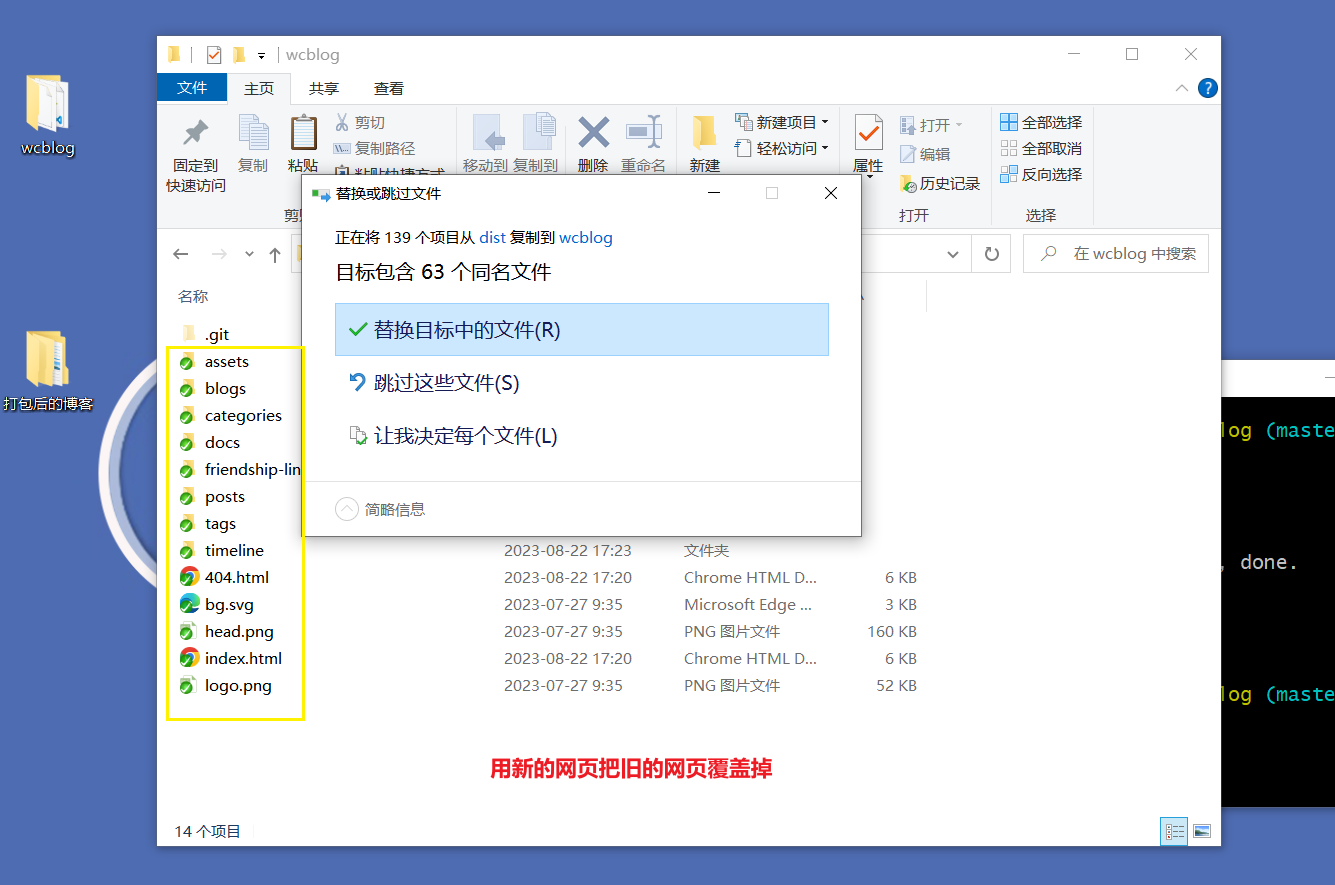 wcblog
打包后的博客
wcblog
文件 主页 共享 查看
固定到
快速访问
复制
粘贴
剪切
复制路径
粘贴快捷方式
移动到 复制到
删除 重命名
新建
新建项目
轻松访问
属性
打开
编辑
历史记录
全部选择
全部取消
反向选择
打开
选择
在 wcblog 中搜索
替换或跳过文件
正在将 139 个项目从 dist 复制到 wcblog
目标包含 63 个同名文件
替换目标中的文件(R)
跳过这些文件(S)
让我决定每个文件(L)
简略信息
名称
.git
assets
blogs
categories
docs
friendship-lin
posts
tags
timeline 2023-08-22 17:23 文件夹
404.html 2023-08-22 17:20 Chrome HTML D... 6 KB
bg.svg 2023-07-27 9:35 Microsoft Edge ... 3 KB
head.png 2023-07-27 9:35 PNG 图片文件 160 KB
index.html 2023-08-22 17:20 Chrome HTML D... 6 KB
logo.png 2023-07-27 9:35 PNG 图片文件 52 KB
用新的网页把旧的网页覆盖掉
14 个项目
log (maste
, done.
log (maste